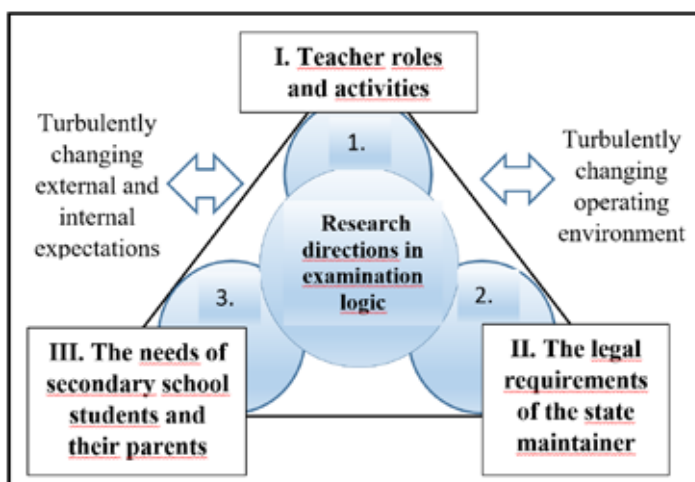 I. Teacher roles
and activities
Turbulently
changing
external and
internal
expectations
1.
Turbulently
changing
operating
environment
Research
directions in
examination
logic
3.
2.
III. The needs of
secondary school
students and
their parents
II. The legal
requirements
of the state
maintainer